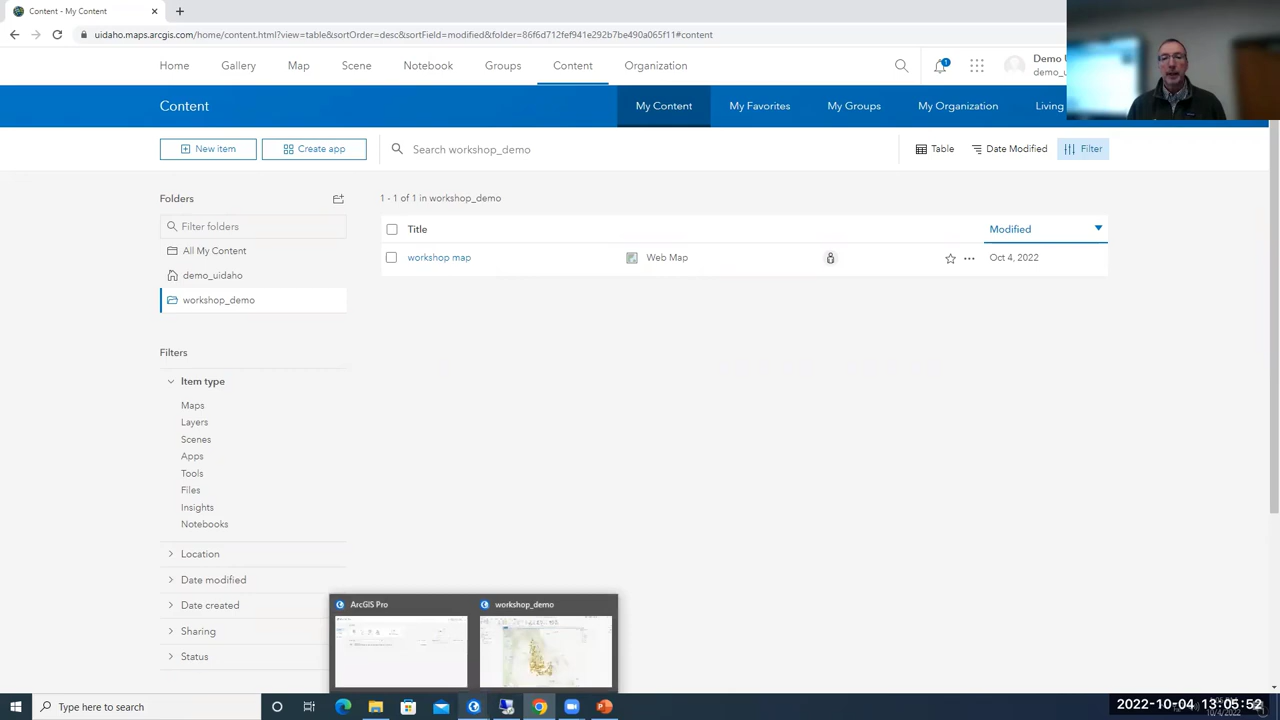 Content - My Content
uidaho.maps.arcgis.com/home/content.html?view=table&sortOrder=desc&sortField=modified&folder=86f6d712fef941e292b7be490a065f11#content
Home Gallery Map Scene Notebook Groups Content Organization
1
Demo
demo_u
Content
My Content My Favorites My Groups My Organization Living
New item Create app Search workshop_demo Table Date Modified Filter
Folders
1 - 1 of 1 in workshop_demo
Filter folders
Title Modified
All My Content
workshop map Web Map Oct 4, 2022
demo_uidaho
workshop_demo
Filters
Item type
Maps
Layers
Scenes
Apps
Tools
Files
Insights
Notebooks
Location
Date modified
Date created
Sharing
Status
ArcGIS Pro workshop_demo
Type here to search
2022-10-04 13:05:52